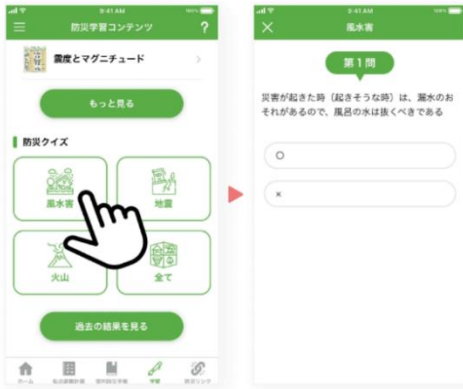 9:41 AM
防災学習コンテンツ
?
震度とマグニチュード
もっと見る
防災クイズ
風水害
地震
火山
全て
過去の結果を見る
ホーム
学習
防災リンク
9:41 AM
風水害
第1問
災害が起きた時（起きそうな時）は、漏水のお
それがあるので、風呂の水は抜くべきである
○
×